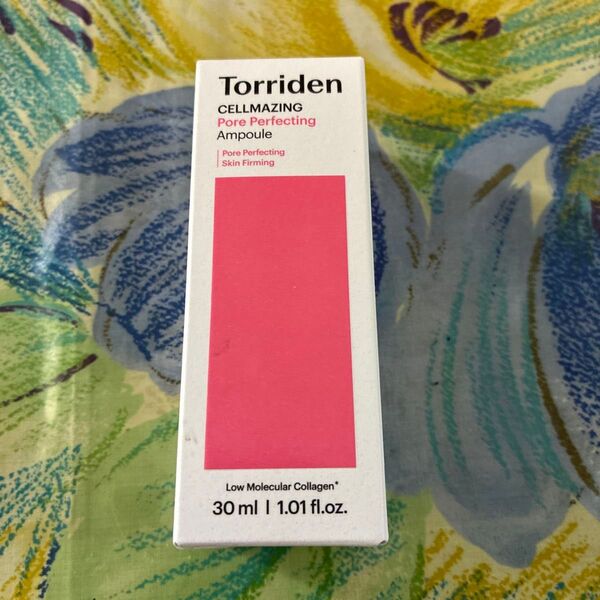 Torriden
CELLMAZING
Pore Perfecting
Ampoule
Pore Perfecting
Skin Firming
Low Molecular Collagen*
30 ml | 1.01 fl.oz.